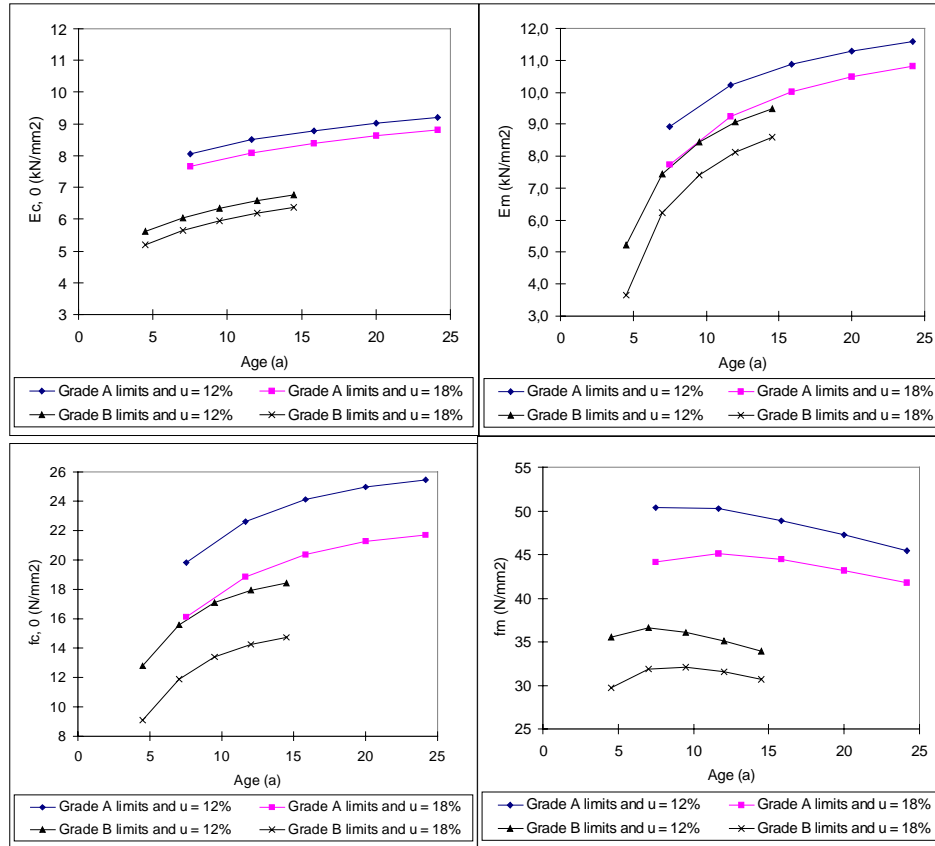 12
11
10
9
8
7
6
5
4
3
Ec, 0 (kN/mm2)
0 5 10 15 20 25
Age (a)
Grade A limits and u = 12% Grade A limits and u = 18%
Grade B limits and u = 12% Grade B limits and u = 18%
12,0
11,0
10,0
9,0
8,0
7,0
6,0
5,0
4,0
3,0
Em (kN/mm2)
0 5 10 15 20 25
Age (a)
Grade A limits and u = 12% Grade A limits and u = 18%
Grade B limits and u = 12% Grade B limits and u = 18%
26
24
22
20
18
16
14
12
10
8
fc, 0 (N/mm2)
0 5 10 15 20 25
Age (a)
Grade A limits and u = 12% Grade A limits and u = 18%
Grade B limits and u = 12% Grade B limits and u = 18%
55
50
45
40
35
30
25
fm (N/mm2)
0 5 10 15 20 25
Age (a)
Grade A limits and u = 12% Grade A limits and u = 18%
Grade B limits and u = 12% Grade B limits and u = 18%